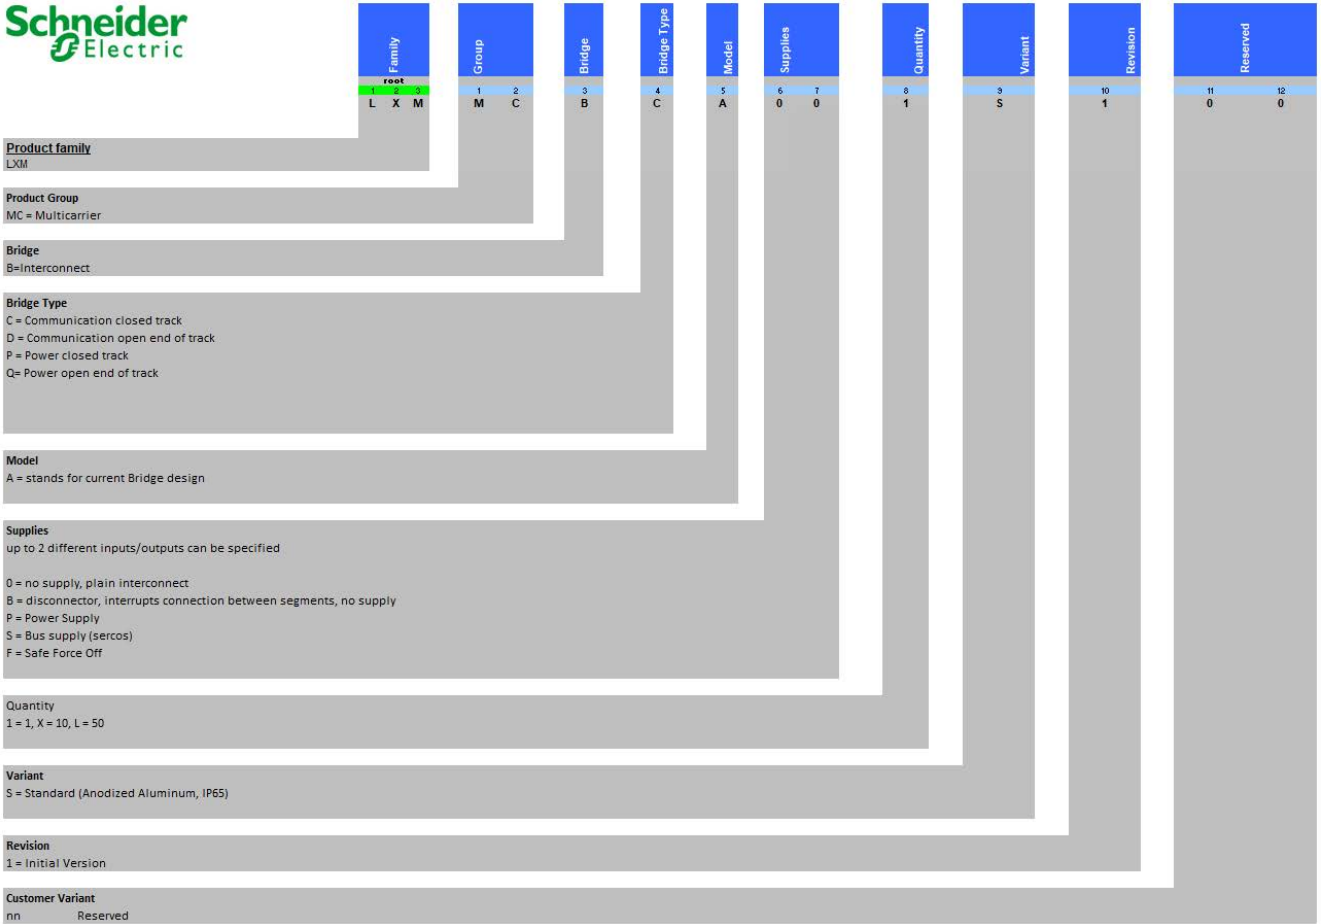 Schneider
Electric
Family
Group
Bridge
Bridge Type
Model
Supplies
Quantity
Variant
Revision
Reserved
root
1 2 3 1 2 3 4 5 6 7 8 9 10 11 12
L X M M C B C A 0 0 1 S 1 0 0
Product family
LXM
Product Group
MC = Multicarrier
Bridge
B=Interconnect
Bridge Type
C = Communication closed track
D = Communication open end of track
P = Power closed track
Q= Power open end of track
Model
A = stands for current Bridge design
Supplies
up to 2 different inputs/outputs can be specified
0 = no supply, plain interconnect
B = disconnector, interrupts connection between segments, no supply
P = Power Supply
S = Bus supply (sercos)
F = Safe Force Off
Quantity
1 = 1, X = 10, L = 50
Variant
S = Standard (Anodized Aluminum, IP65)
Revision
1 = Initial Version
Customer Variant
nn Reserved